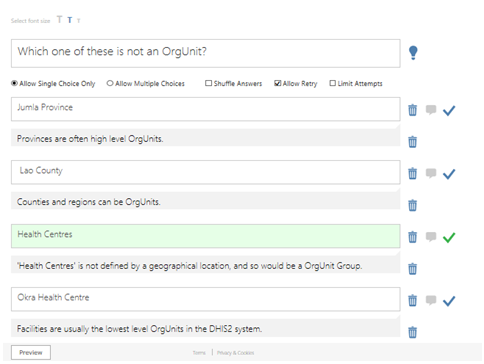 Select font size T T T
Which one of these is not an OrgUnit?
Allow Single Choice Only Allow Multiple Choices Shuffle Answers Allow Retry Limit Attempts
Jumla Province
Provinces are often high level OrgUnits.
Lao County
Counties and regions can be OrgUnits.
Health Centres
'Health Centres' is not defined by a geographical location, and so would be a OrgUnit Group.
Okra Health Centre
Facilities are usually the lowest level OrgUnits in the DHIS2 system.
Preview Terms | Privacy & Cookies